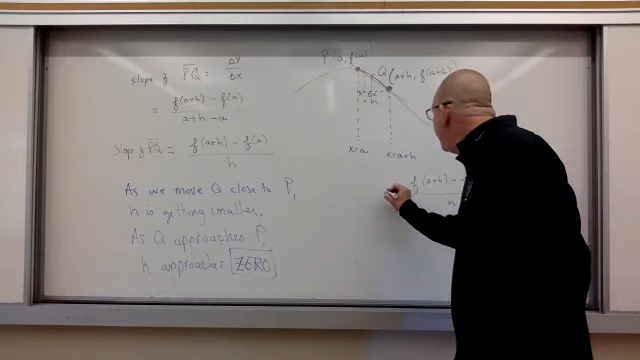 slope of PQ = Δy/Δx
= f(a+h) - f(a) / a+h-a
slope of PQ = f(a+h) - f(a) / h
As we move Q close to P,
h is getting smaller.
As Q approaches P,
h approaches ZERO
P(a, f(a))
Q(a+h, f(a+h))
h
x=a
x=a+h
f(a+h) -
h